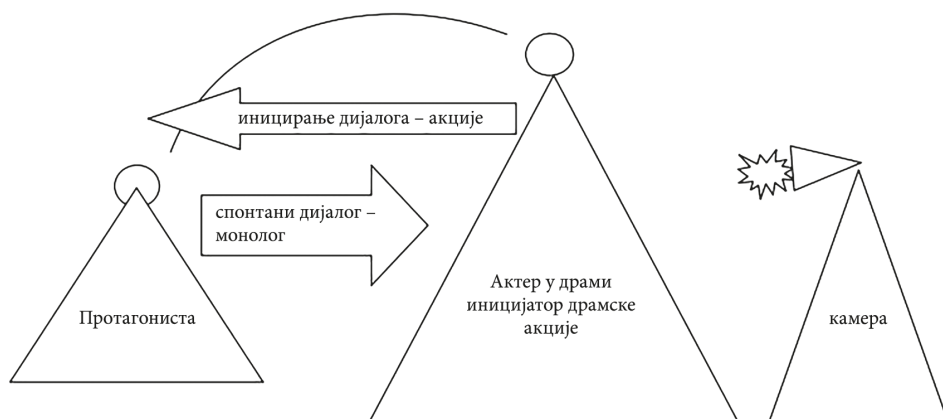 иницирање дијалога – акције
спонтани дијалог –
монолог
Протагониста
Актер у драми
иницијатор драмске
акције
камера